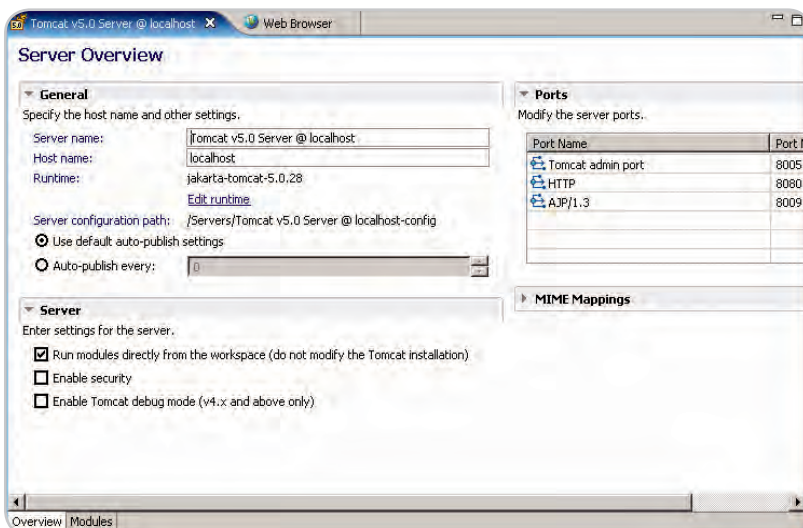 5.0 Tomcat v5.0 Server @ localhost X Web Browser
Server Overview
General
Specify the host name and other settings.
Server name: Tomcat v5.0 Server @ localhost
Host name: localhost
Runtime: jakarta-tomcat-5.0.28
Edit runtime
Server configuration path: /Servers/Tomcat v5.0 Server @ localhost-config
Use default auto-publish settings
Auto-publish every: 0
Server
Enter settings for the server.
Run modules directly from the workspace (do not modify the Tomcat installation)
Enable security
Enable Tomcat debug mode (v4.x and above only)
Ports
Modify the server ports.
Port Name Port
Tomcat admin port 8005
HTTP 8080
AJP/1.3 8009
MIME Mappings
Overview Modules